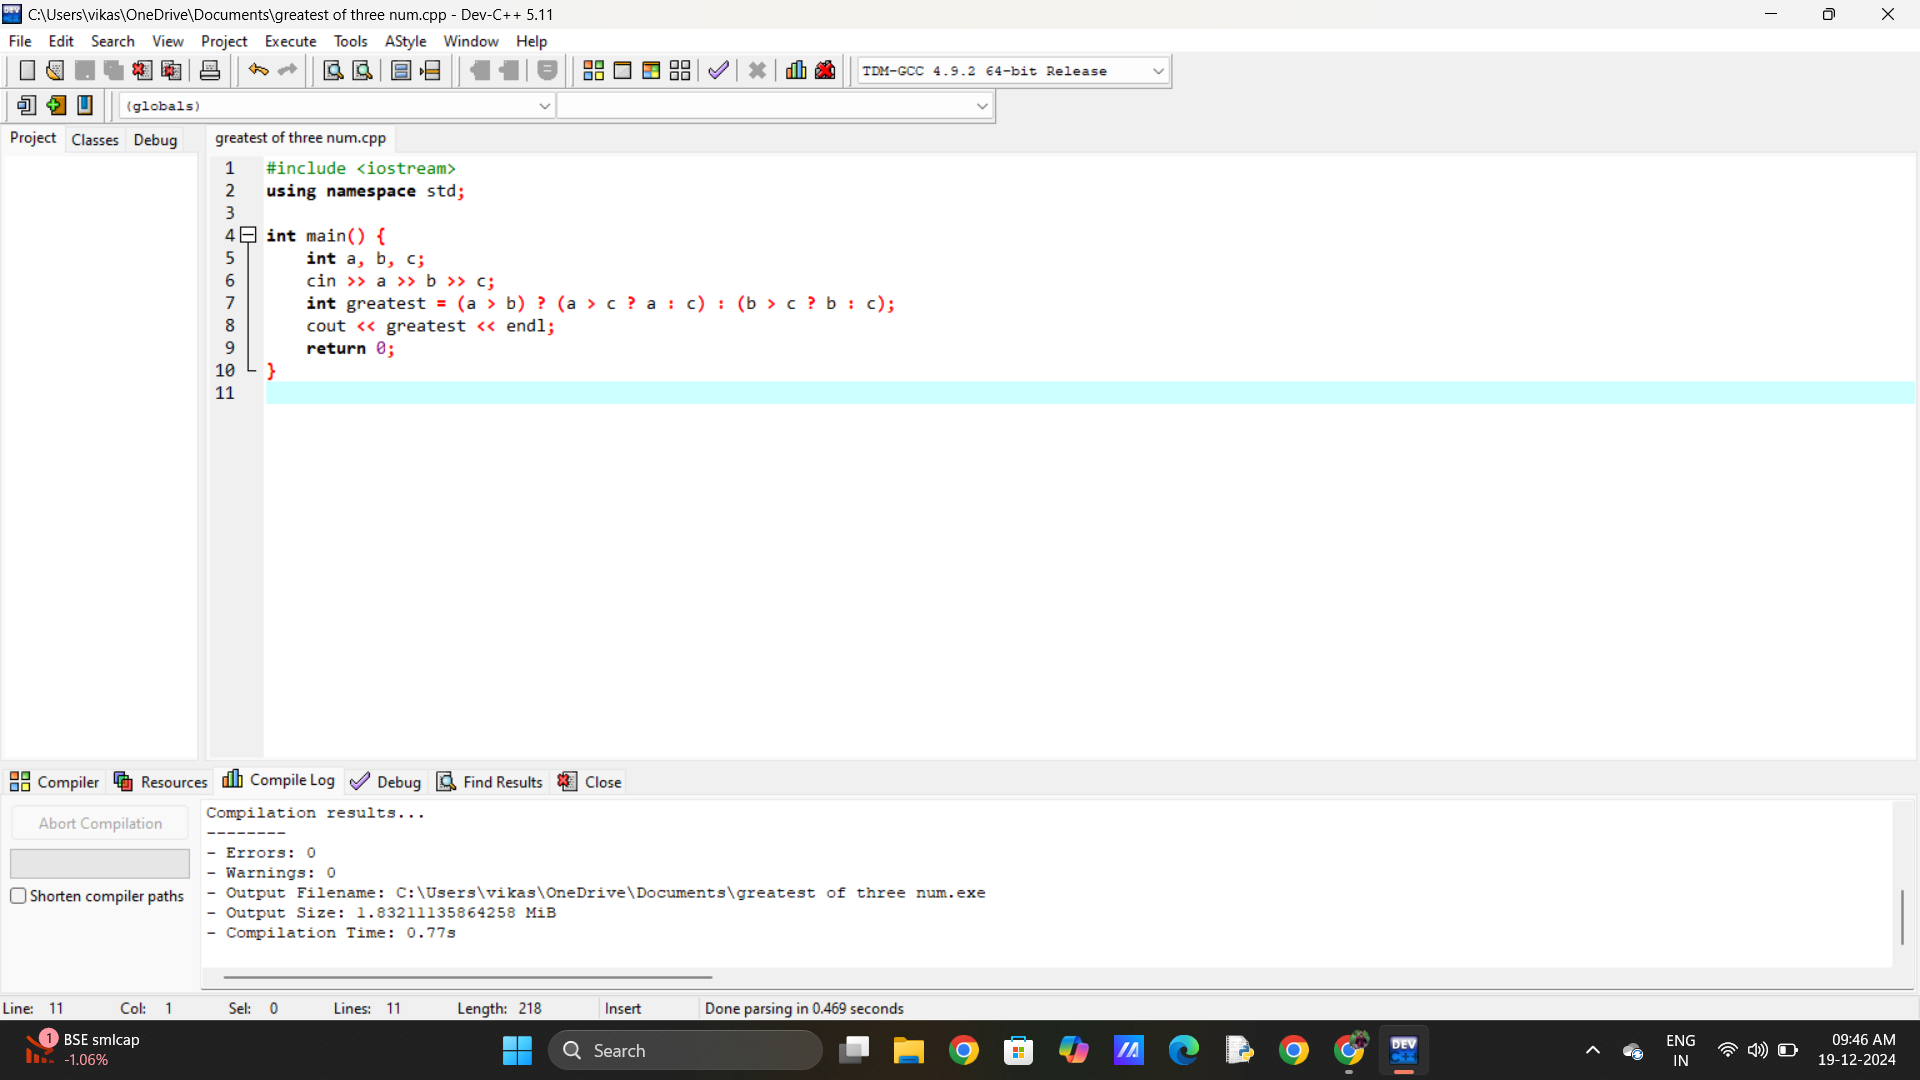 C:\Users\vikas\OneDrive\Documents\greatest of three num.cpp - Dev-C++ 5.11
File Edit Search View Project Execute Tools AStyle Window Help
TDM-GCC 4.9.2 64-bit Release
(globals)
Project Classes Debug
greatest of three num.cpp
1 #include <iostream>
2 using namespace std;
3
4 int main() {
5 int a, b, c;
6 cin >> a >> b >> c;
7 int greatest = (a > b) ? (a > c ? a : c) : (b > c ? b : c);
8 cout << greatest << endl;
9 return 0;
10 }
11
Compiler Resources Compile Log Debug Find Results Close
Abort Compilation
Shorten compiler paths
Compilation results...
--------
- Errors: 0
- Warnings: 0
- Output Filename: C:\Users\vikas\OneDrive\Documents\greatest of three num.exe
- Output Size: 1.83211135864258 MiB
- Compilation Time: 0.77s
Line: 11 Col: 1 Sel: 0 Lines: 11 Length: 218 Insert Done parsing in 0.469 seconds
1
BSE smlcap
-1.06%
Search
DEV
C++
ENG
IN
09:46 AM
19-12-2024